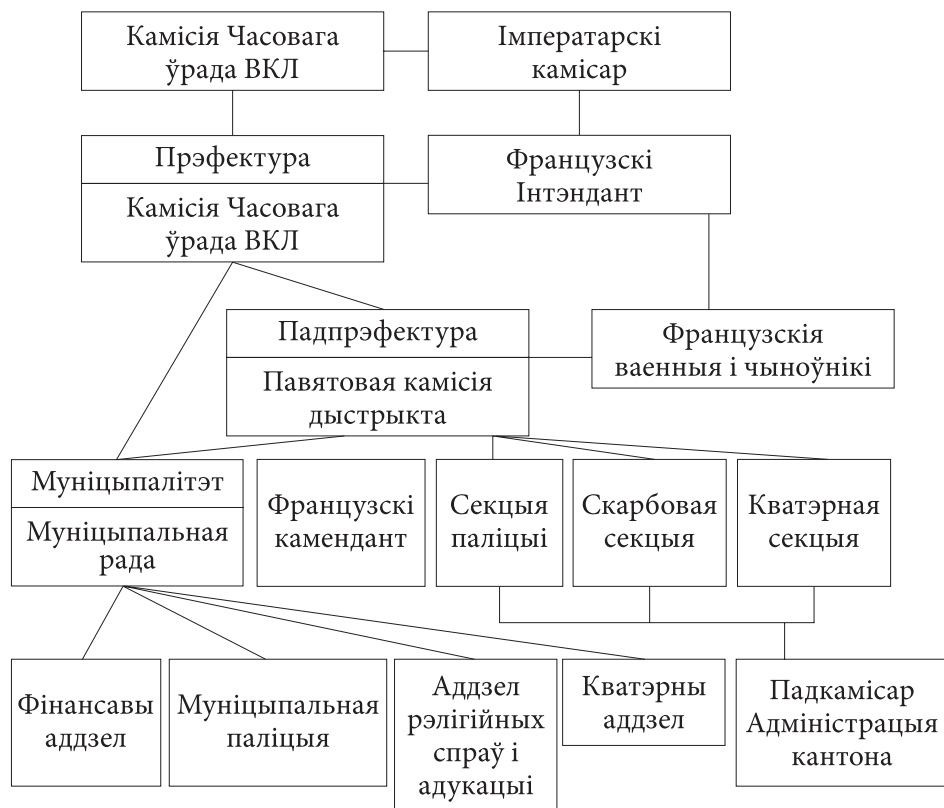 Камісія Часовага
ўрада ВКЛ
Імператарскі
камісар
Прэфектура
Камісія Часовага
ўрада ВКЛ
Французскі
Інтэндант
Падпрэфектура
Павятовая камісія
дыстрыкта
Французскія
ваенныя і чыноўнікі
Муніцыпалітэт
Муніцыпальная
рада
Французскі
камендант
Секцыя
паліцыі
Скарбовая
секцыя
Кватэрная
секцыя
Фінансавы
аддзел
Муніцыпальная
паліцыя
Аддзел
рэлігійных
спраў і
адукацыі
Кватэрны
аддзел
Падкамісар
Адміністрацыя
кантона